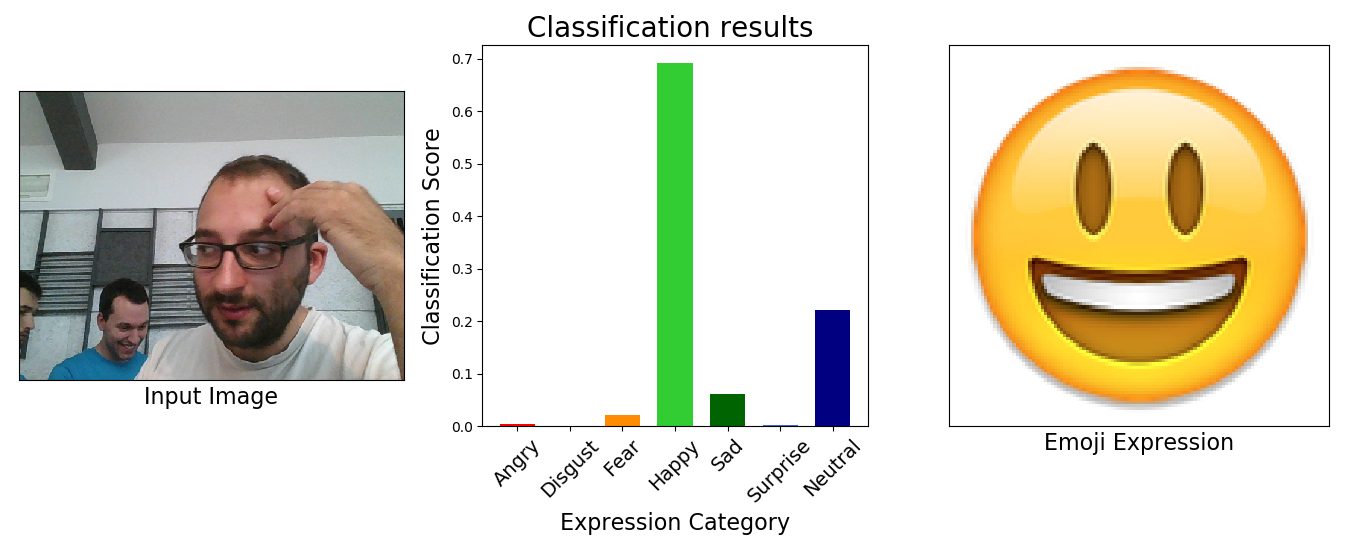 Classification results
Classification Score
0.7
0.6
0.5
0.4
0.3
0.2
0.1
0.0
Angry
Disgust
Fear
Happy
Sad
Surprise
Neutral
Expression Category
Input Image
Emoji Expression